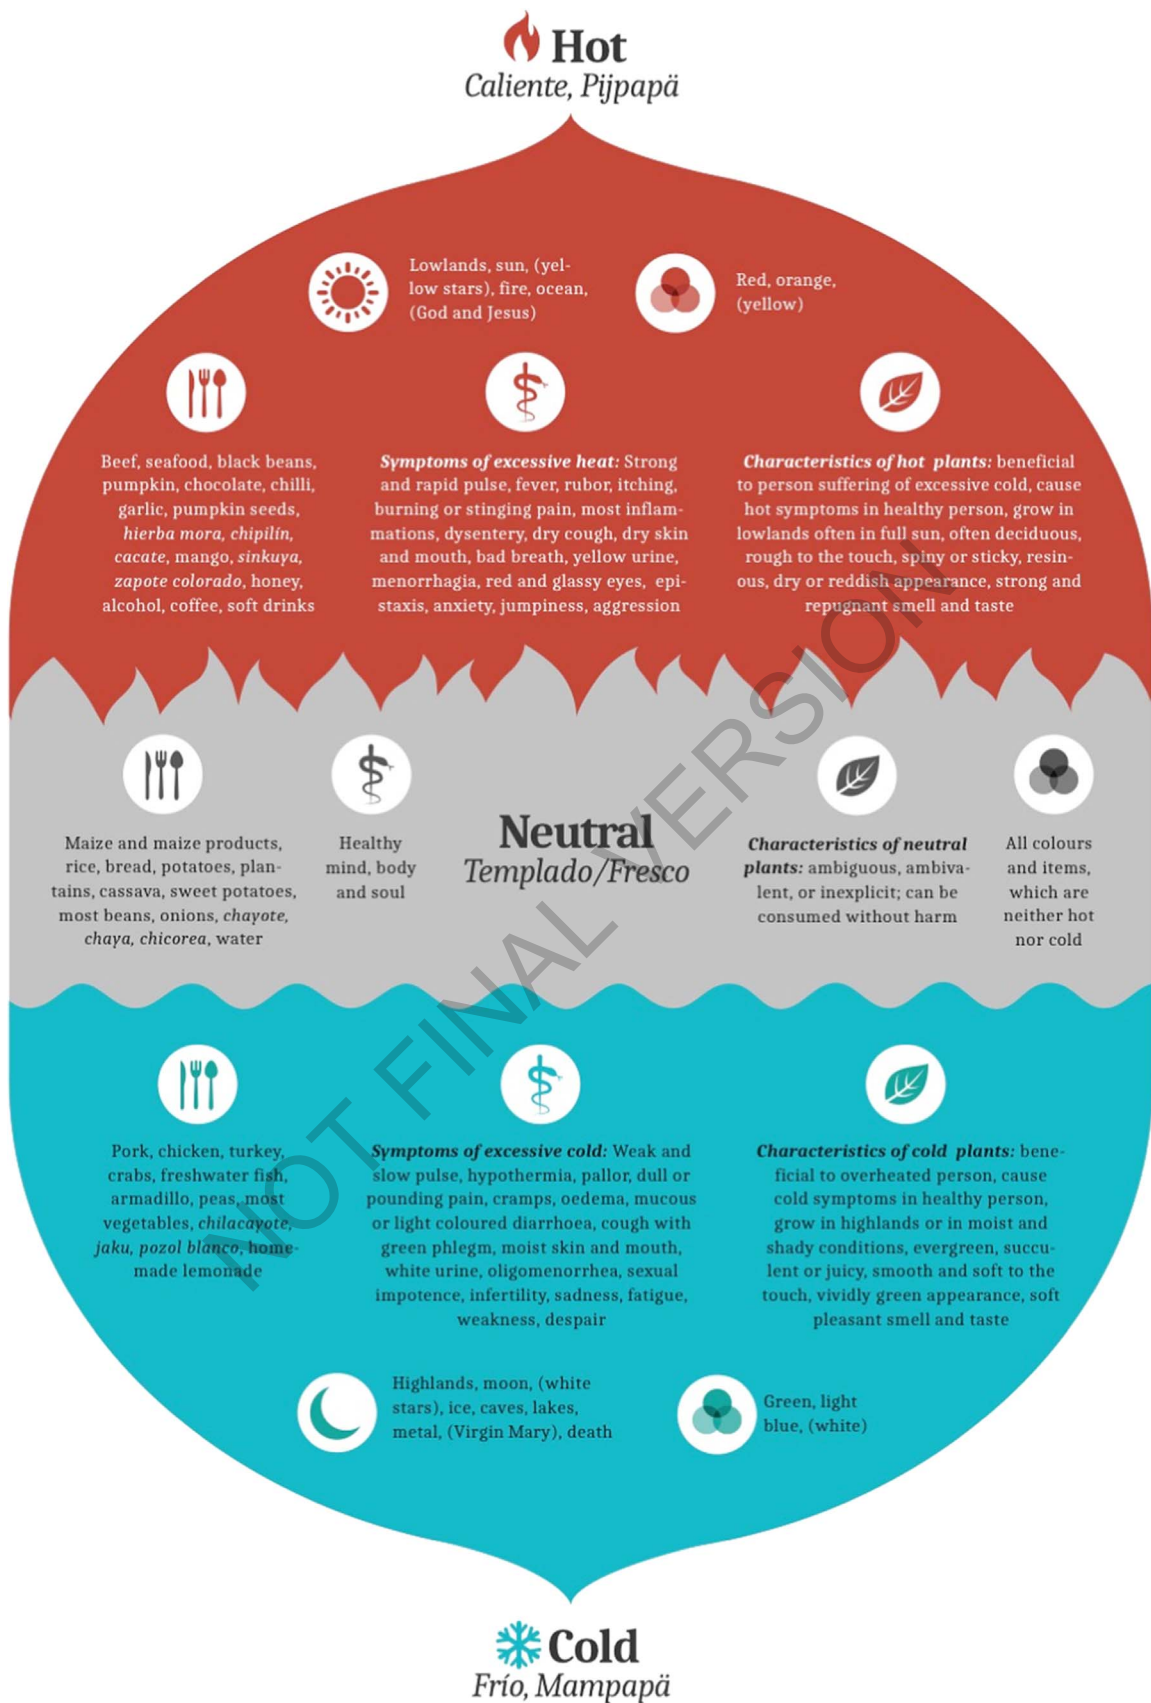 Hot
Caliente, Pijpapä
Lowlands, sun, (yel-
low stars), fire, ocean,
(God and Jesus)
Red, orange,
(yellow)
Beef, seafood, black beans,
pumpkin, chocolate, chilli,
garlic, pumpkin seeds,
hierba mora, chipilín,
cacate, mango, sinkuya,
zapote colorado, honey,
alcohol, coffee, soft drinks
Symptoms of excessive heat: Strong
and rapid pulse, fever, rubor, itching,
burning or stinging pain, most inflam-
mations, dysentery, dry cough, dry skin
and mouth, bad breath, yellow urine,
menorrhagia, red and glassy eyes, epi-
staxis, anxiety, jumpiness, aggression
Characteristics of hot plants: beneficial
to person suffering of excessive cold, cause
hot symptoms in healthy person, grow in
lowlands often in full sun, often deciduous,
rough to the touch, spiny or sticky, resin-
ous, dry or reddish appearance, strong and
repugnant smell and taste
Maize and maize products,
rice, bread, potatoes, plan-
tains, cassava, sweet potatoes,
most beans, onions, chayote,
chaya, chicorea, water
Healthy
mind, body
and soul
Neutral
Templado/Fresco
Characteristics of neutral
plants: ambiguous, ambiva-
lent, or inexplicit; can be
consumed without harm
All colours
and items,
which are
neither hot
nor cold
Pork, chicken, turkey,
crabs, freshwater fish,
armadillo, peas, most
vegetables, chilacayote,
jaku, pozol blanco, home-
made lemonade
Symptoms of excessive cold: Weak and
slow pulse, hypothermia, pallor, dull or
pounding pain, cramps, oedema, mucous
or light coloured diarrhoea, cough with
green phlegm, moist skin and mouth,
white urine, oligomenorrhea, sexual
impotence, infertility, sadness, fatigue,
weakness, despair
Characteristics of cold plants: bene-
ficial to overheated person, cause
cold symptoms in healthy person,
grow in highlands or in moist and
shady conditions, evergreen, succu-
lent or juicy, smooth and soft to the
touch, vividly green appearance, soft
pleasant smell and taste
Highlands, moon, (white
stars), ice, caves, lakes,
metal, (Virgin Mary), death
Green, light
blue, (white)
Cold
Frío, Mampapä
NOT FINAL VERSION